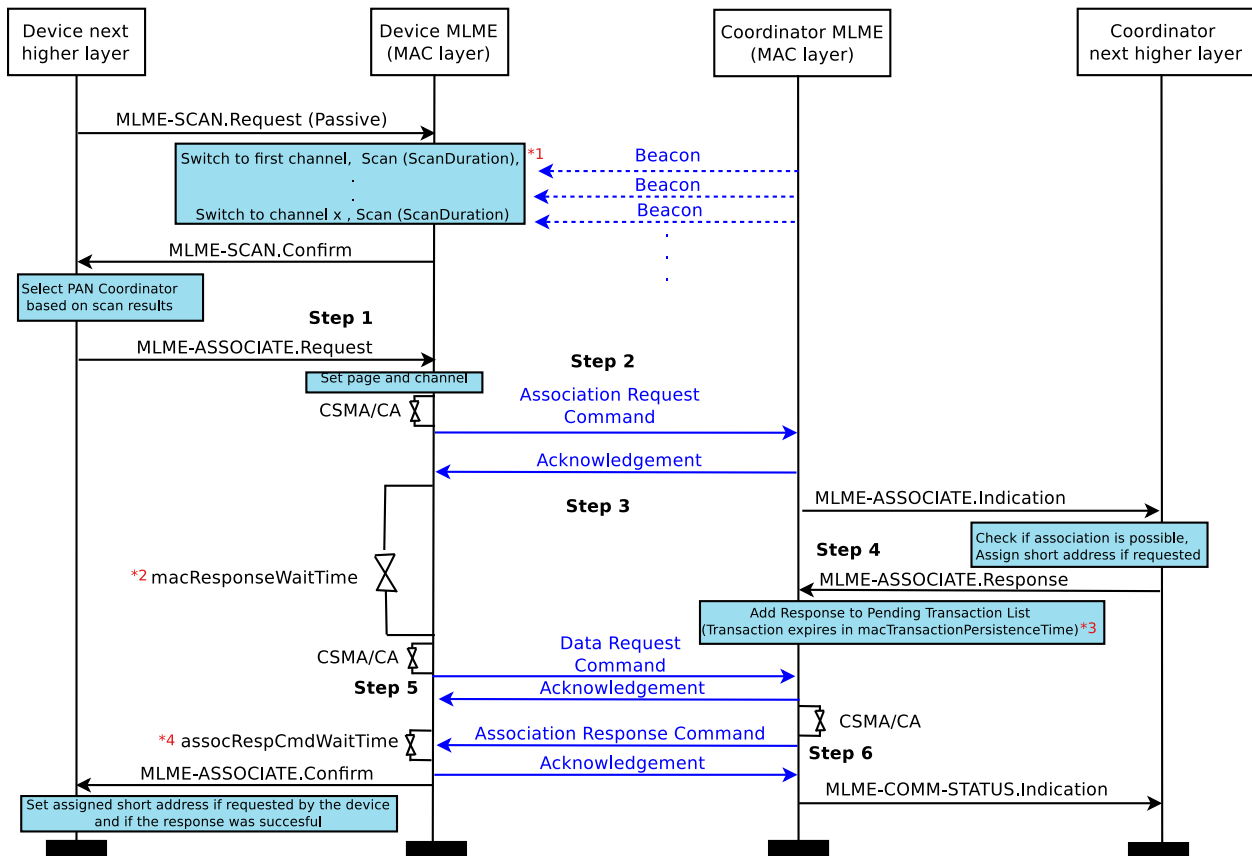 Device next
higher layer
Device MLME
(MAC layer)
Coordinator MLME
(MAC layer)
Coordinator
next higher layer
MLME-SCAN.Request (Passive)
Switch to first channel, Scan (ScanDuration),
*1
.
.
Switch to channel x , Scan (ScanDuration)
Beacon
Beacon
Beacon
.
.
.
MLME-SCAN.Confirm
Select PAN Coordinator
based on scan results
Step 1
MLME-ASSOCIATE.Request
Set page and channel
Step 2
CSMA/CA
Association Request
Command
Acknowledgement
Step 3
MLME-ASSOCIATE.Indication
Check if association is possible,
Assign short address if requested
Step 4
*2 macResponseWaitTime
MLME-ASSOCIATE.Response
Add Response to Pending Transaction List
(Transaction expires in macTransactionPersistenceTime)*3
CSMA/CA
Data Request
Command
Step 5
Acknowledgement
CSMA/CA
*4 assocRespCmdWaitTime
Association Response Command
Step 6
Acknowledgement
MLME-ASSOCIATE.Confirm
MLME-COMM-STATUS.Indication
Set assigned short address if requested by the device
and if the response was succesful